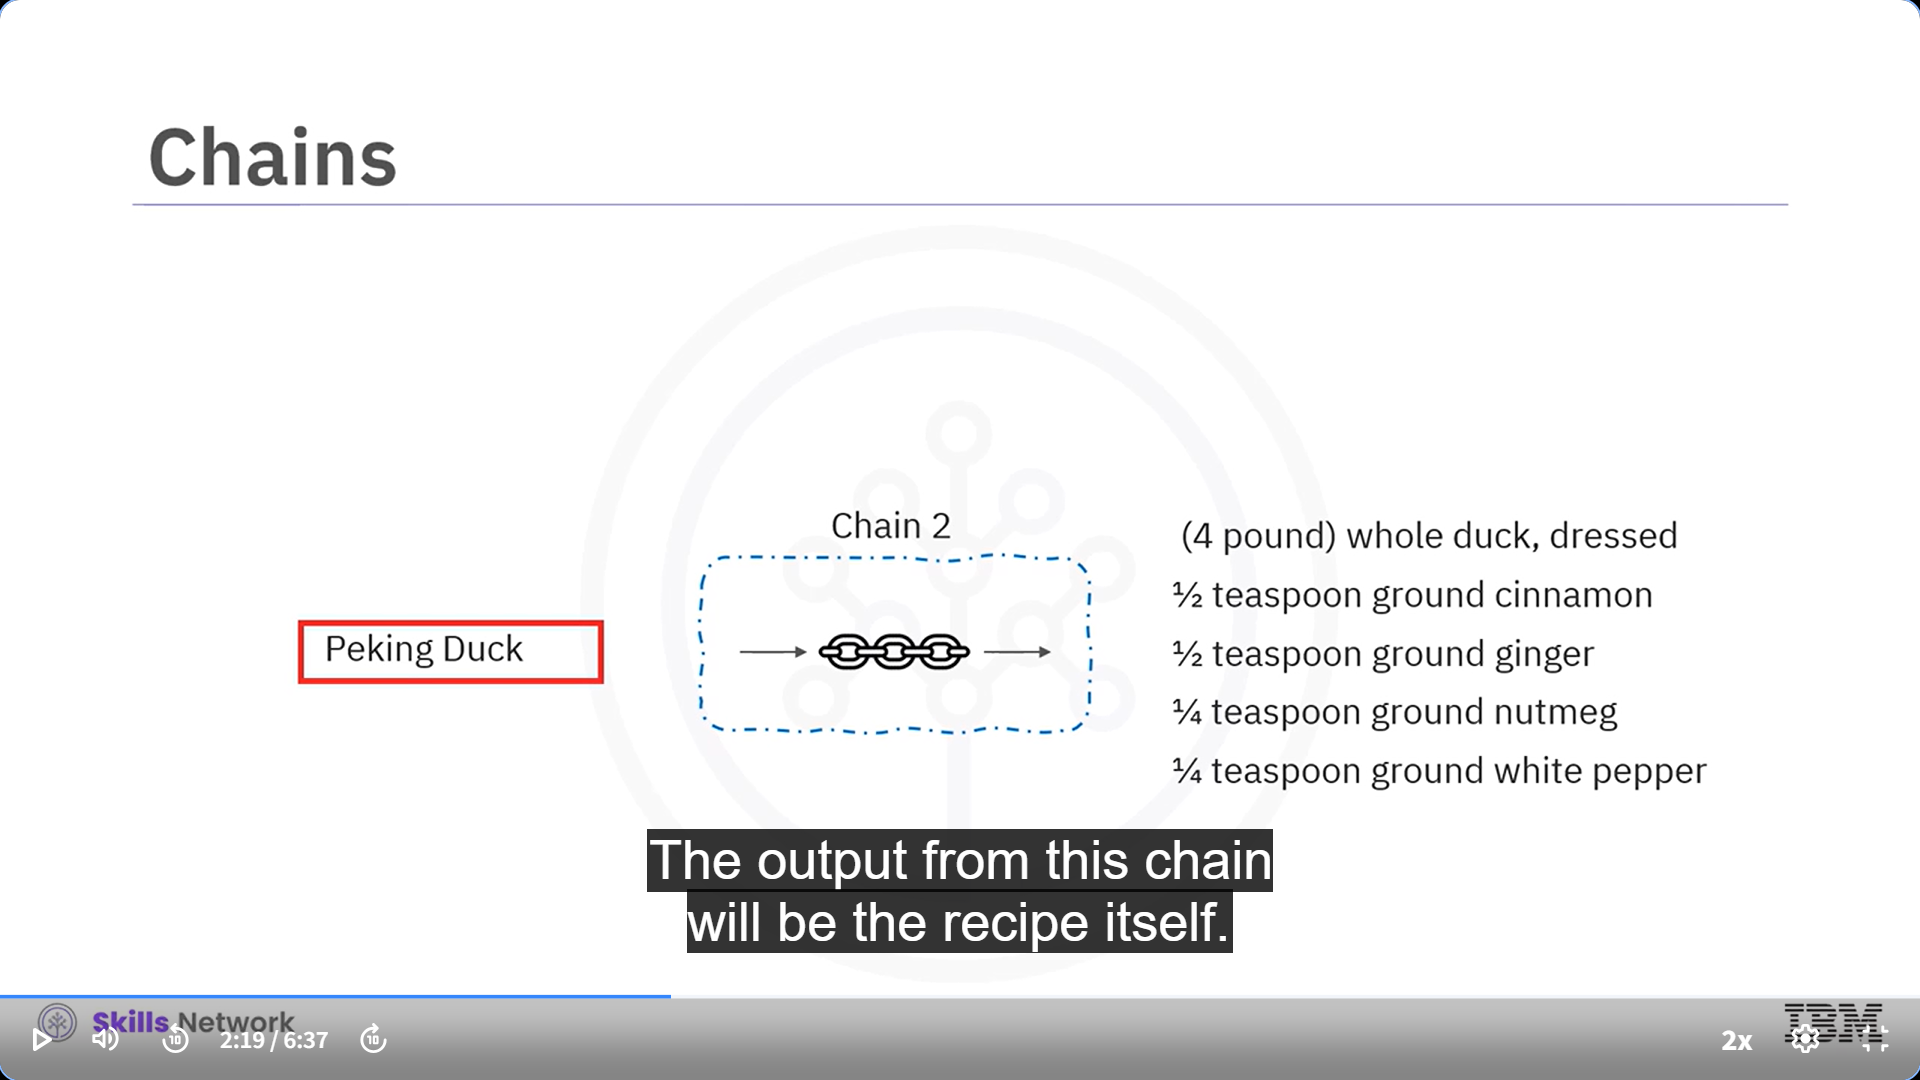 Chains
Chain 2
Peking Duck
(4 pound) whole duck, dressed
½ teaspoon ground cinnamon
½ teaspoon ground ginger
¼ teaspoon ground nutmeg
¼ teaspoon ground white pepper
The output from this chain
will be the recipe itself.
Skills Network
IBM
10
2:19 / 6:37
10
2x